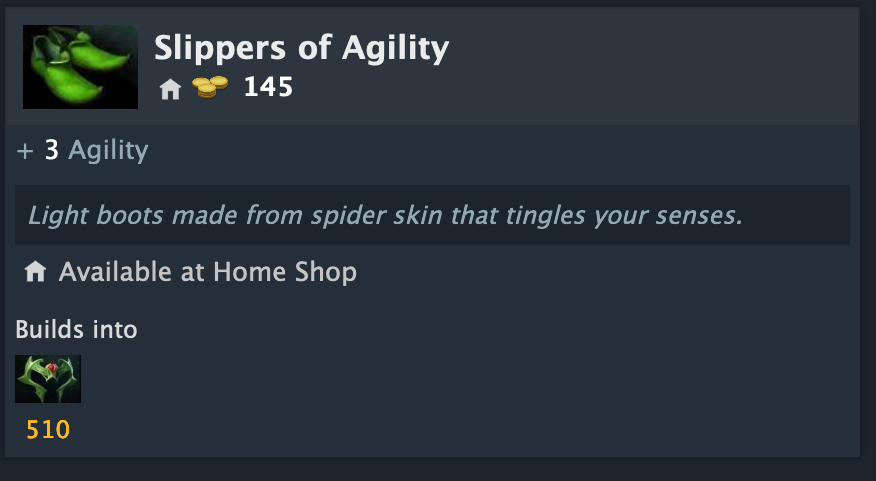 Slippers of Agility
145
+ 3 Agility
Light boots made from spider skin that tingles your senses.
Available at Home Shop
Builds into
510